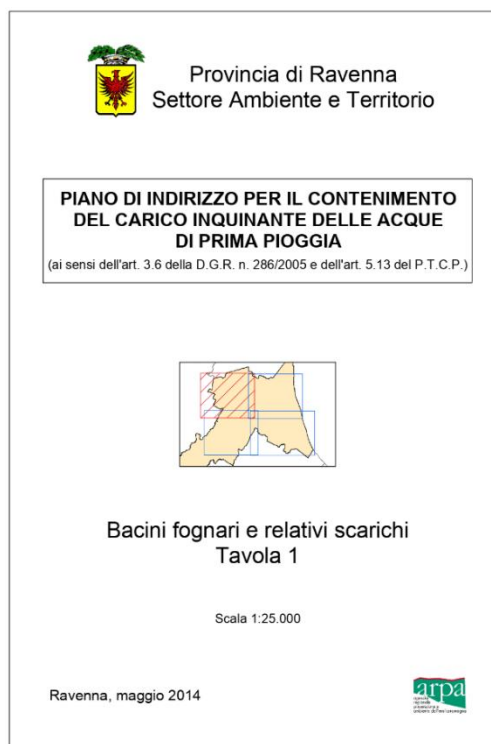 Provincia di Ravenna
Settore Ambiente e Territorio
PIANO DI INDIRIZZO PER IL CONTENIMENTO
DEL CARICO INQUINANTE DELLE ACQUE
DI PRIMA PIOGGIA
(ai sensi dell'art. 3.6 della D.G.R. n. 286/2005 e dell'art. 5.13 del P.T.C.P.)
Bacini fognari e relativi scarichi
Tavola 1
Scala 1:25.000
Ravenna, maggio 2014
arpa